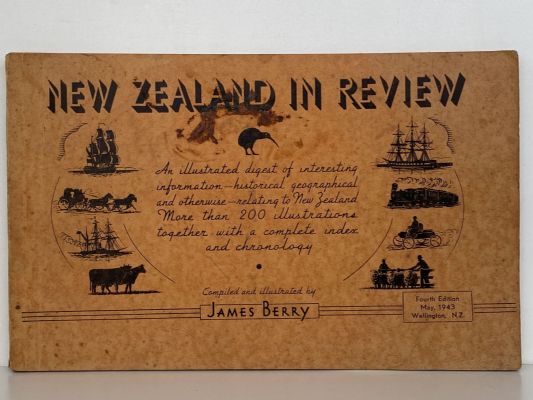 NEW ZEALAND IN REVIEW
An illustrated digest of interesting
information—historical, geographical
and otherwise—relating to New Zealand
More than 200 illustrations
together with a complete index
and chronology
Compiled and illustrated by
JAMES BERRY
Fourth Edition
May, 1943
Wellington, N.Z.